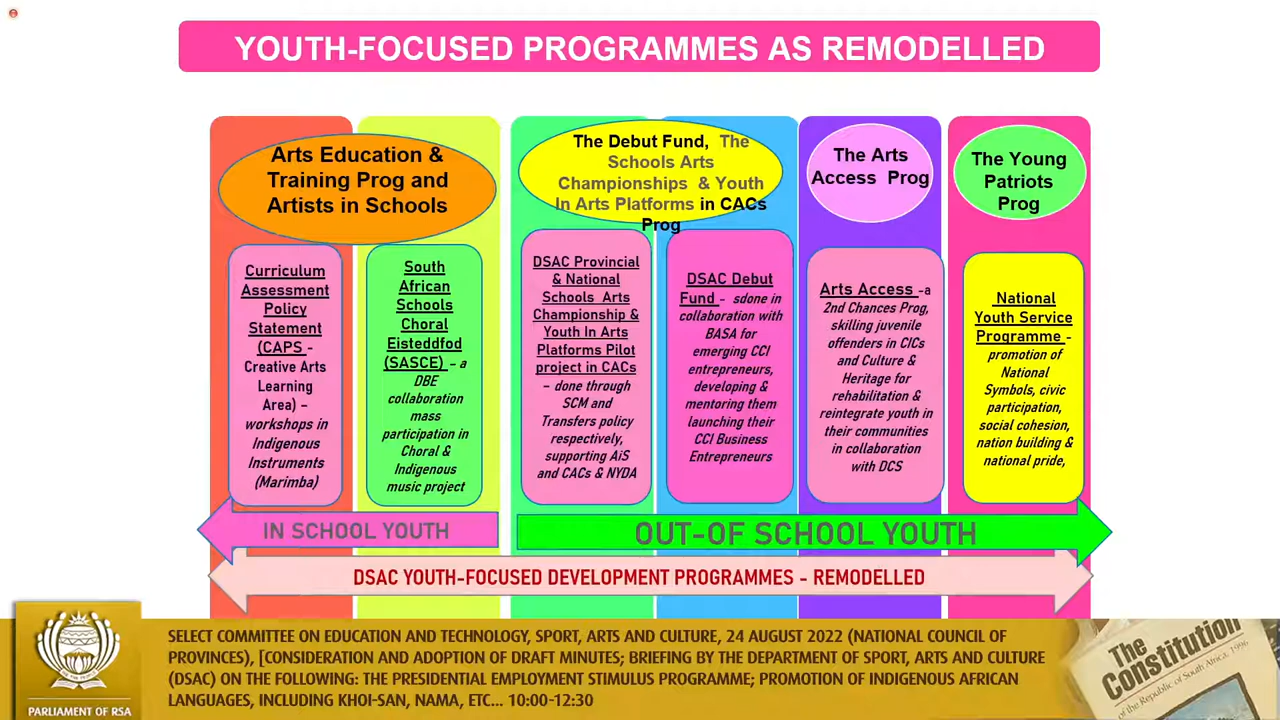 YOUTH-FOCUSED PROGRAMMES AS REMODELLED
Arts Education &
Training Prog and
Artists in Schools
The Debut Fund, The
Schools Arts
Championships & Youth
In Arts Platforms in CACs
Prog
The Arts
Access Prog
The Young
Patriots
Prog
Curriculum
Assessment
Policy
Statement
(CAPS -
Creative Arts
Learning
Area) –
workshops in
Indigenous
Instruments
(Marimba)
South
African
Schools
Choral
Eisteddfod
(SASCE) – a
DBE
collaboration
mass
participation in
Choral &
Indigenous
music project
DSAC Provincial
& National
Schools Arts
Championship &
Youth In Arts
Platforms Pilot
project in CACs
– done through
SCM and
Transfers policy
respectively,
supporting AiS
and CACs & NYDA
DSAC Debut
Fund - sdone in
collaboration with
BASA for
emerging CCI
entrepreneurs,
developing &
mentoring them
launching their
CCI Business
Entrepreneurs
Arts Access -a
2nd Chances Prog,
skilling juvenile
offenders in CICs
and Culture &
Heritage for
rehabilitation &
reintegrate youth in
their communities
in collaboration
with DCS
National
Youth Service
Programme -
promotion of
National
Symbols, civic
participation,
social cohesion,
nation building &
national pride,
IN SCHOOL YOUTH
OUT-OF SCHOOL YOUTH
DSAC YOUTH-FOCUSED DEVELOPMENT PROGRAMMES - REMODELLED
SELECT COMMITTEE ON EDUCATION AND TECHNOLOGY, SPORT, ARTS AND CULTURE, 24 AUGUST 2022 (NATIONAL COUNCIL OF
PROVINCES), [CONSIDERATION AND ADOPTION OF DRAFT MINUTES; BRIEFING BY THE DEPARTMENT OF SPORT, ARTS AND CULTURE
(DSAC) ON THE FOLLOWING: THE PRESIDENTIAL EMPLOYMENT STIMULUS PROGRAMME; PROMOTION OF INDIGENOUS AFRICAN
LANGUAGES, INCLUDING KHOI-SAN, NAMA, ETC... 10:00-12:30
PARLIAMENT OF RSA
The
Constitution
of the Republic of South Africa, 1996